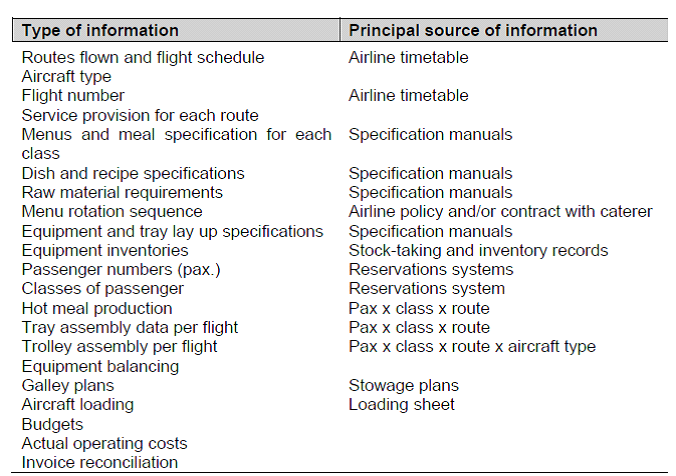 Type of information Principal source of information
Routes flown and flight schedule Airline timetable
Aircraft type
Flight number Airline timetable
Service provision for each route
Menus and meal specification for each Specification manuals
class
Dish and recipe specifications Specification manuals
Raw material requirements Specification manuals
Menu rotation sequence Airline policy and/or contract with caterer
Equipment and tray lay up specifications Specification manuals
Equipment inventories Stock-taking and inventory records
Passenger numbers (pax.) Reservations systems
Classes of passenger Reservations system
Hot meal production Pax x class x route
Tray assembly data per flight Pax x class x route
Trolley assembly per flight Pax x class x route x aircraft type
Equipment balancing
Galley plans Stowage plans
Aircraft loading Loading sheet
Budgets
Actual operating costs
Invoice reconciliation